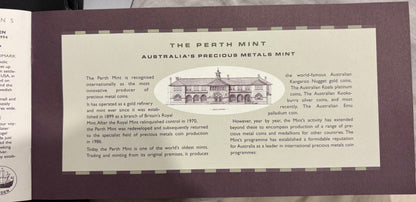 THE PERTH MINT
AUSTRALIA'S PRECIOUS METALS MINT
The Perth Mint is recognised
internationally as the most
innovative producer of
precious metal coins.
It has operated as a gold refinery
and mint ever since it was estab-
lished in 1899 as a branch of Britain's Royal
Mint. After the Royal Mint relinquished control in 1970,
the Perth Mint was redeveloped and subsequently returned
to the specialist field of precious metals coin production
in 1986.
Today, the Perth Mint is one of the world's oldest mints.
Trading and minting from its original premises, it produces
the world-famous Australian
Kangaroo Nugget gold coins,
The Australian Koala platinum
coins, The Australian Kooka-
burra silver coins, and most
recently, The Australian Emu
palladium coin.
However, year by year, the Mint's activity has extended
beyond these to encompass production of a range of pre-
cious metal coins and medallions for other countries. The
Mint's programme has established a formidable reputation
for Australia as a leader in international precious metals coin
programmes.